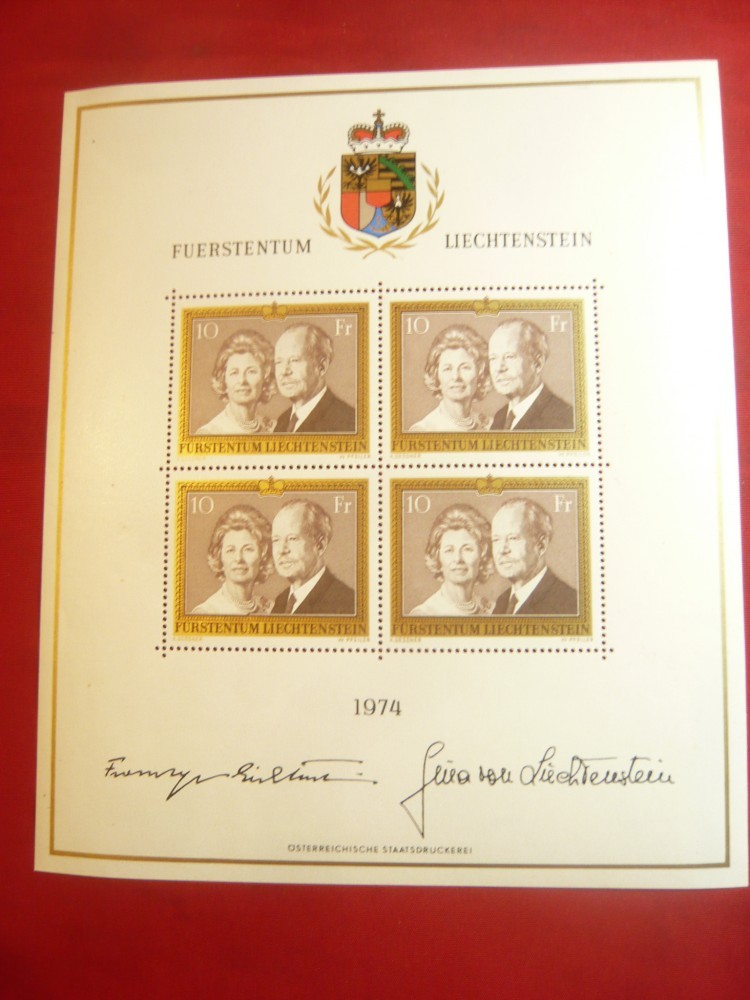 FUERSTENTUM LIECHTENSTEIN
10 Fr
10 Fr
FÜRSTENTUM LIECHTENSTEIN
FÜRSTENTUM LIECHTENSTEIN
10 Fr
10 Fr
FÜRSTENTUM LIECHTENSTEIN
FÜRSTENTUM LIECHTENSTEIN
W. PFEILER
1974
Gina von Liechtenstein
ÖSTERREICHISCHE STAATSDRUCKEREI